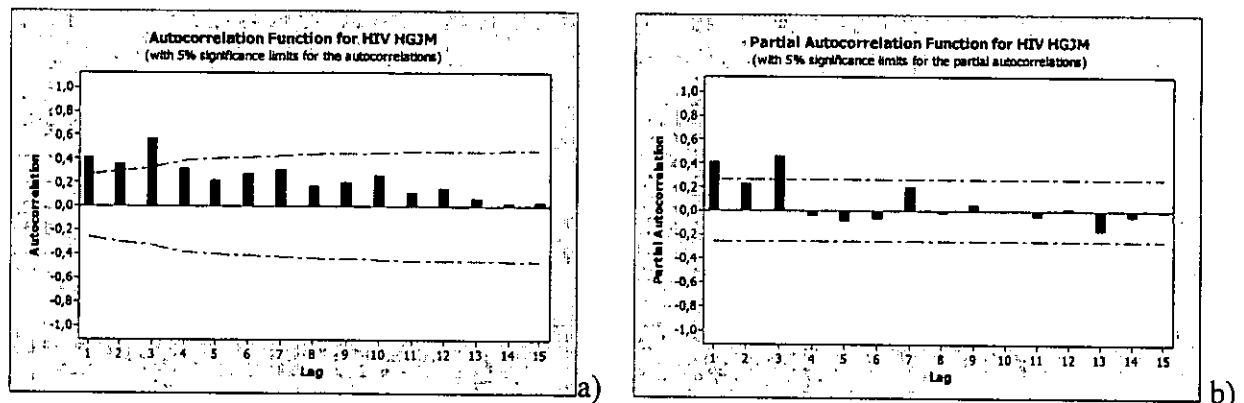 Autocorrelation Function for HIV HGJM
(with 5% significance limits for the autocorrelations)
1,0
0,8
0,6
0,4
0,2
0,0
-0,2
-0,4
-0,6
-0,8
-1,0
Autocorrelation
1 2 3 4 5 6 7 8 9 10 11 12 13 14 15
Lag
a)
Partial Autocorrelation Function for HIV HGJM
(with 5% significance limits for the partial autocorrelations)
1,0
0,8
0,6
0,4
0,2
0,0
-0,2
-0,4
-0,6
-0,8
-1,0
Partial Autocorrelation
1 2 3 4 5 6 7 8 9 10 11 12 13 14 15
Lag
b)